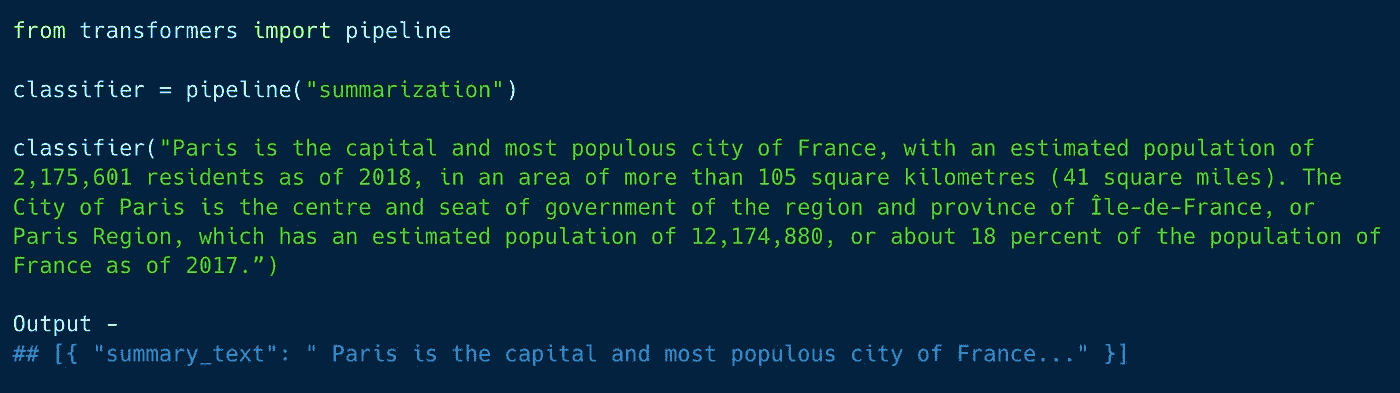 from transformers import pipeline
classifier = pipeline("summarization")
classifier("Paris is the capital and most populous city of France, with an estimated population of
2,175,601 residents as of 2018, in an area of more than 105 square kilometres (41 square miles). The
City of Paris is the centre and seat of government of the region and province of Île-de-France, or
Paris Region, which has an estimated population of 12,174,880, or about 18 percent of the population of
France as of 2017.”)
Output –
## [{ "summary_text": " Paris is the capital and most populous city of France..." }]